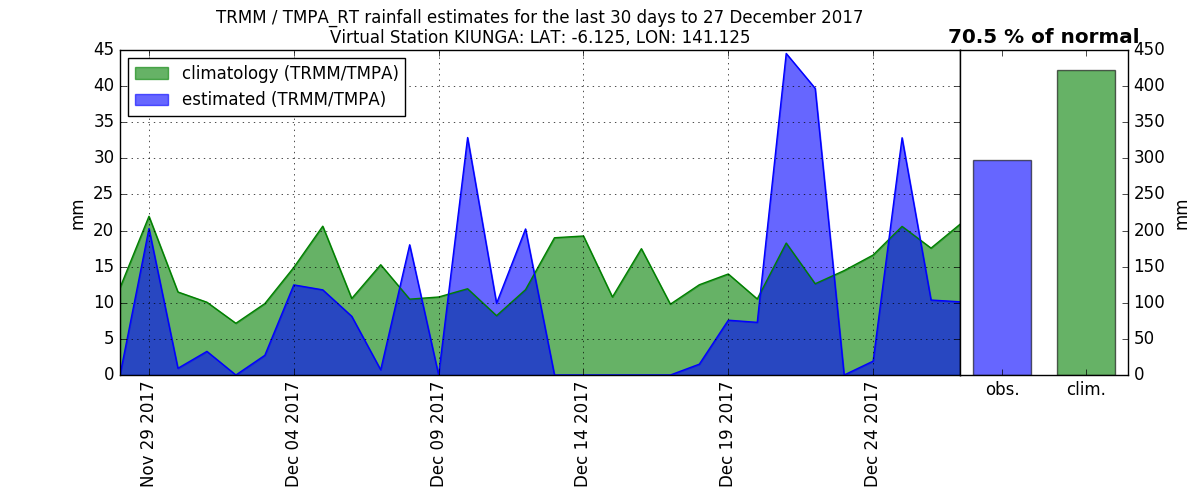 TRMM / TMPA_RT rainfall estimates for the last 30 days to 27 December 2017
Virtual Station KIUNGA: LAT: -6.125, LON: 141.125
70.5 % of normal
climatology (TRMM/TMPA)
estimated (TRMM/TMPA)
45
40
35
30
25
20
15
10
5
0
mm
Nov 29 2017
Dec 04 2017
Dec 09 2017
Dec 14 2017
Dec 19 2017
Dec 24 2017
obs.
clim.
450
400
350
300
250
200
150
100
50
0
mm